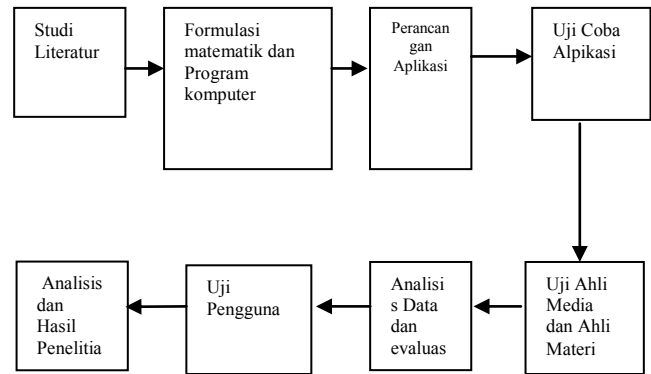 Studi
Literatur
Formulasi
matematik dan
Program
komputer
Perancan
gan
Aplikasi
Uji Coba
Alpikasi
Uji Ahli
Media
dan Ahli
Materi
Analisi
s Data
dan
evaluas
Uji
Pengguna
Analisis
dan
Hasil
Penelitia